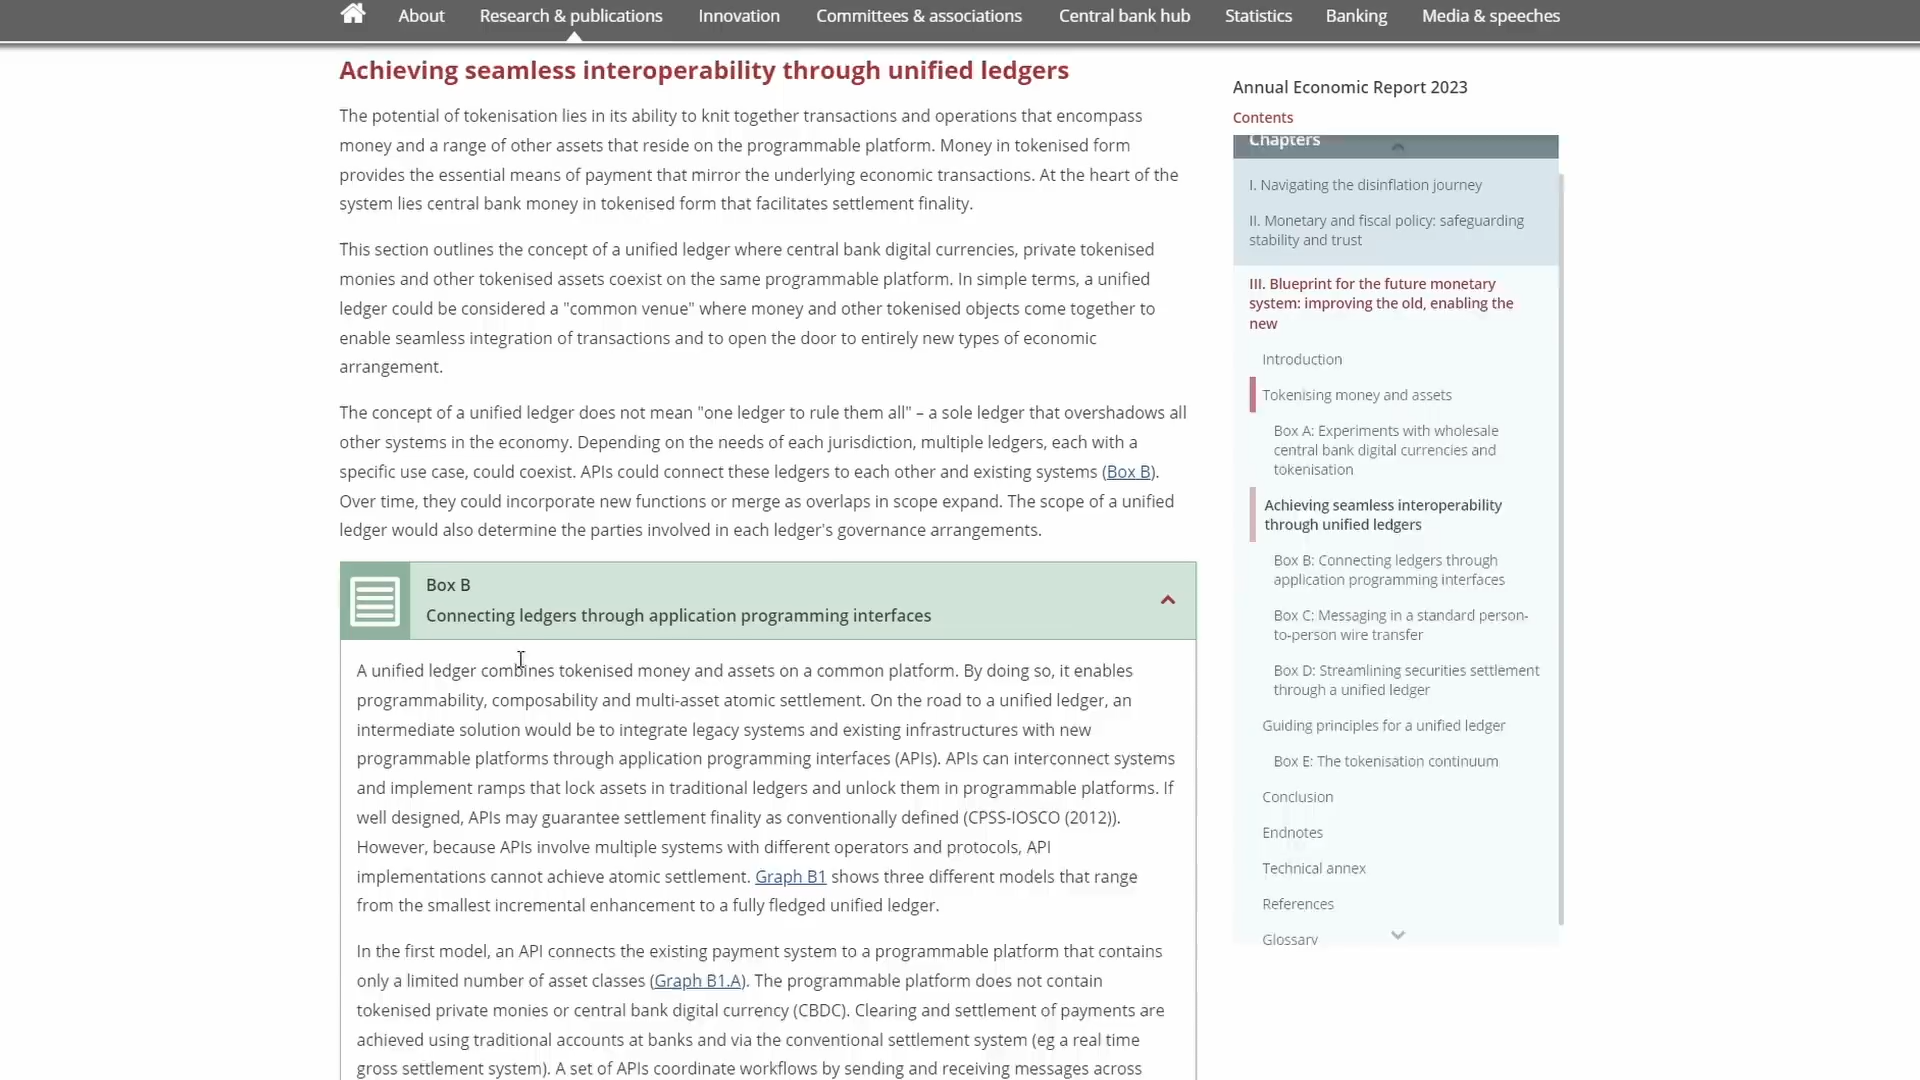 About Research & publications Innovation Committees & associations Central bank hub Statistics Banking Media & speeches
Achieving seamless interoperability through unified ledgers
The potential of tokenisation lies in its ability to knit together transactions and operations that encompass
money and a range of other assets that reside on the programmable platform. Money in tokenised form
provides the essential means of payment that mirror the underlying economic transactions. At the heart of the
system lies central bank money in tokenised form that facilitates settlement finality.
This section outlines the concept of a unified ledger where central bank digital currencies, private tokenised
monies and other tokenised assets coexist on the same programmable platform. In simple terms, a unified
ledger could be considered a "common venue" where money and other tokenised objects come together to
enable seamless integration of transactions and to open the door to entirely new types of economic
arrangement.
The concept of a unified ledger does not mean "one ledger to rule them all" – a sole ledger that overshadows all
other systems in the economy. Depending on the needs of each jurisdiction, multiple ledgers, each with a
specific use case, could coexist. APIs could connect these ledgers to each other and existing systems (Box B).
Over time, they could incorporate new functions or merge as overlaps in scope expand. The scope of a unified
ledger would also determine the parties involved in each ledger's governance arrangements.
Box B
Connecting ledgers through application programming interfaces
A unified ledger combines tokenised money and assets on a common platform. By doing so, it enables
programmability, composability and multi-asset atomic settlement. On the road to a unified ledger, an
intermediate solution would be to integrate legacy systems and existing infrastructures with new
programmable platforms through application programming interfaces (APIs). APIs can interconnect systems
and implement ramps that lock assets in traditional ledgers and unlock them in programmable platforms. If
well designed, APIs may guarantee settlement finality as conventionally defined (CPSS-IOSCO (2012)).
However, because APIs involve multiple systems with different operators and protocols, API
implementations cannot achieve atomic settlement. Graph B1 shows three different models that range
from the smallest incremental enhancement to a fully fledged unified ledger.
In the first model, an API connects the existing payment system to a programmable platform that contains
only a limited number of asset classes (Graph B1.A). The programmable platform does not contain
tokenised private monies or central bank digital currency (CBDC). Clearing and settlement of payments are
achieved using traditional accounts at banks and via the conventional settlement system (eg a real time
gross settlement system). A set of APIs coordinate workflows by sending and receiving messages across
Annual Economic Report 2023
Contents
Chapters
I. Navigating the disinflation journey
II. Monetary and fiscal policy: safeguarding
stability and trust
III. Blueprint for the future monetary
system: improving the old, enabling the
new
Introduction
Tokenising money and assets
Box A: Experiments with wholesale
central bank digital currencies and
tokenisation
Achieving seamless interoperability
through unified ledgers
Box B: Connecting ledgers through
application programming interfaces
Box C: Messaging in a standard person-
to-person wire transfer
Box D: Streamlining securities settlement
through a unified ledger
Guiding principles for a unified ledger
Box E: The tokenisation continuum
Conclusion
Endnotes
Technical annex
References
Glossary